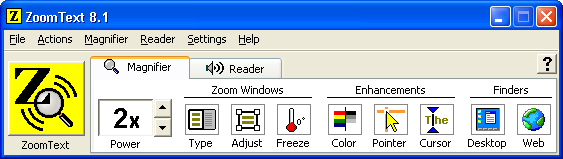 ZoomText 8.1
File Actions Magnifier Reader Settings Help
Magnifier Reader ?
Zoom Windows Enhancements Finders
2x
Power Type Adjust Freeze Color Pointer Cursor Desktop Web
ZoomText